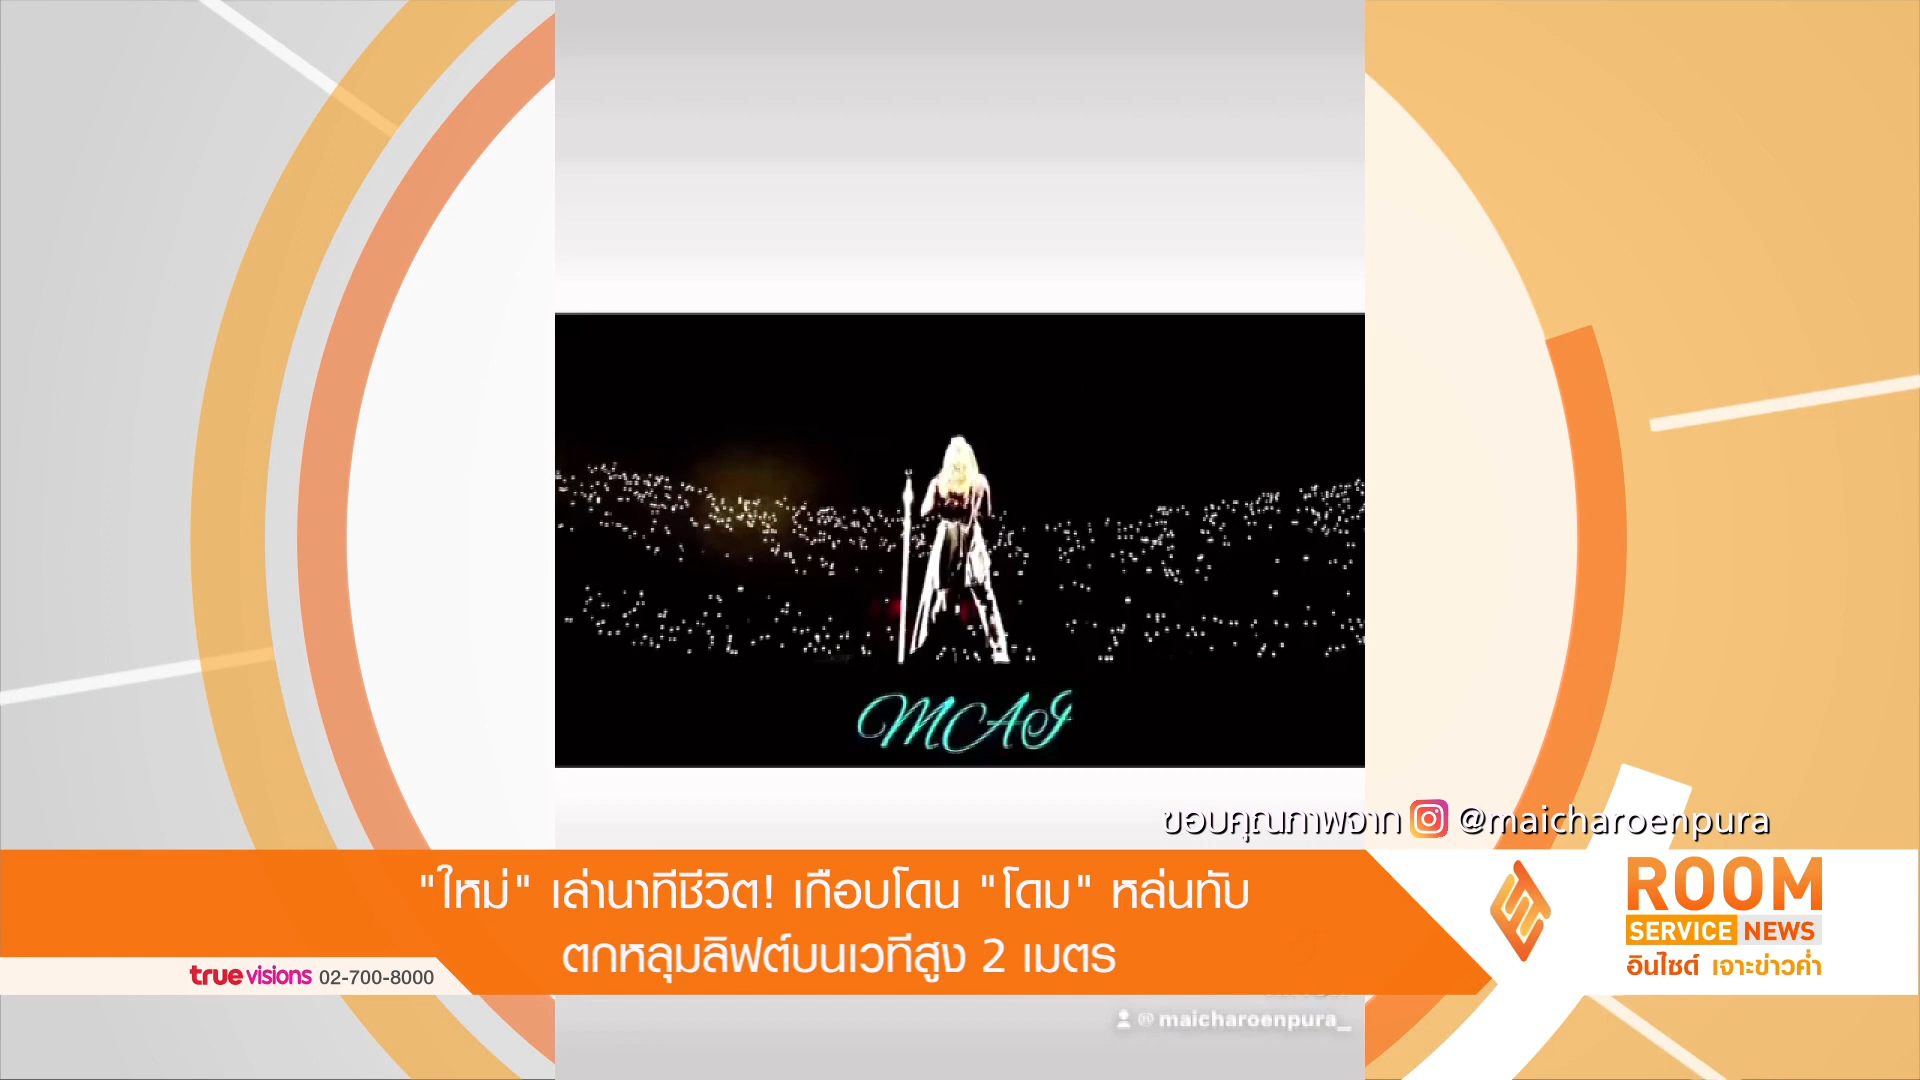 MCAI
ขอบคุณภาพจาก @maicharoenpura
"ใหม่" เล่านาทีชีวิต! เกือบโดน "โดม" หล่นทับ
ตกหลุมลิฟต์บนเวทีสูง 2 เมตร
true visions 02-700-8000
ROOM
SERVICE NEWS
อินไซด์ เจาะข่าวค่ำ
@maicharoenpura_